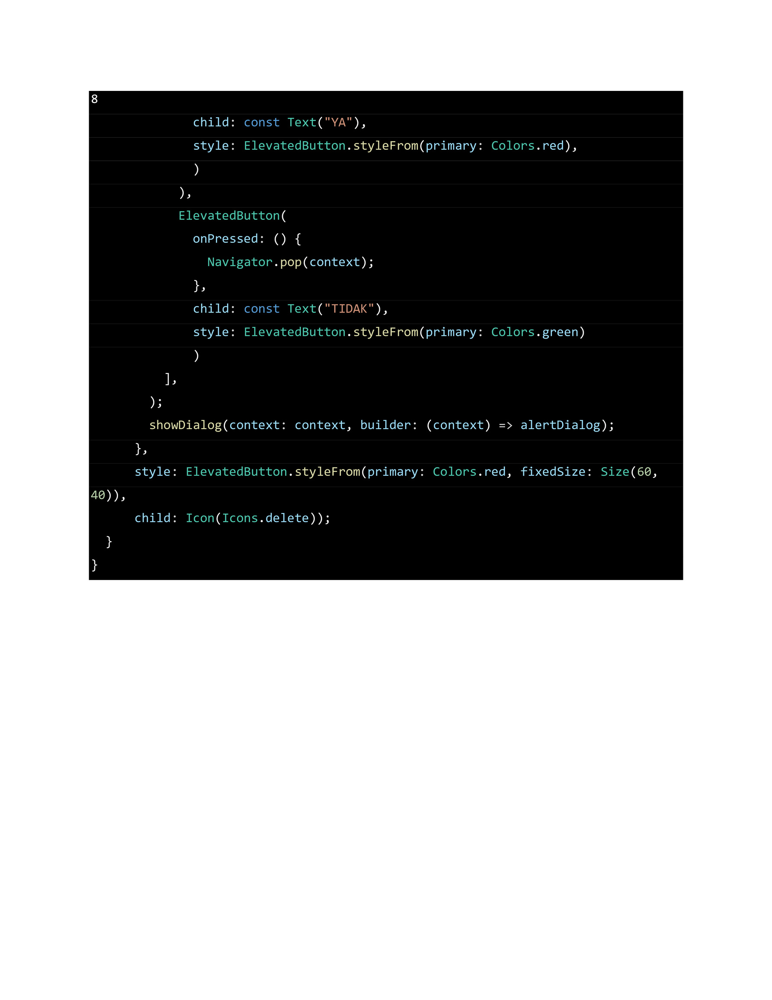 8
              child: const Text("YA"),
              style: ElevatedButton.styleFrom(primary: Colors.red),
              )
            ),
            ElevatedButton(
              onPressed: () {
                Navigator.pop(context);
              },
              child: const Text("TIDAK"),
              style: ElevatedButton.styleFrom(primary: Colors.green)
              )
          ],
        );
        showDialog(context: context, builder: (context) => alertDialog);
      },
      style: ElevatedButton.styleFrom(primary: Colors.red, fixedSize: Size(60,
40)),
      child: Icon(Icons.delete));
  }
}